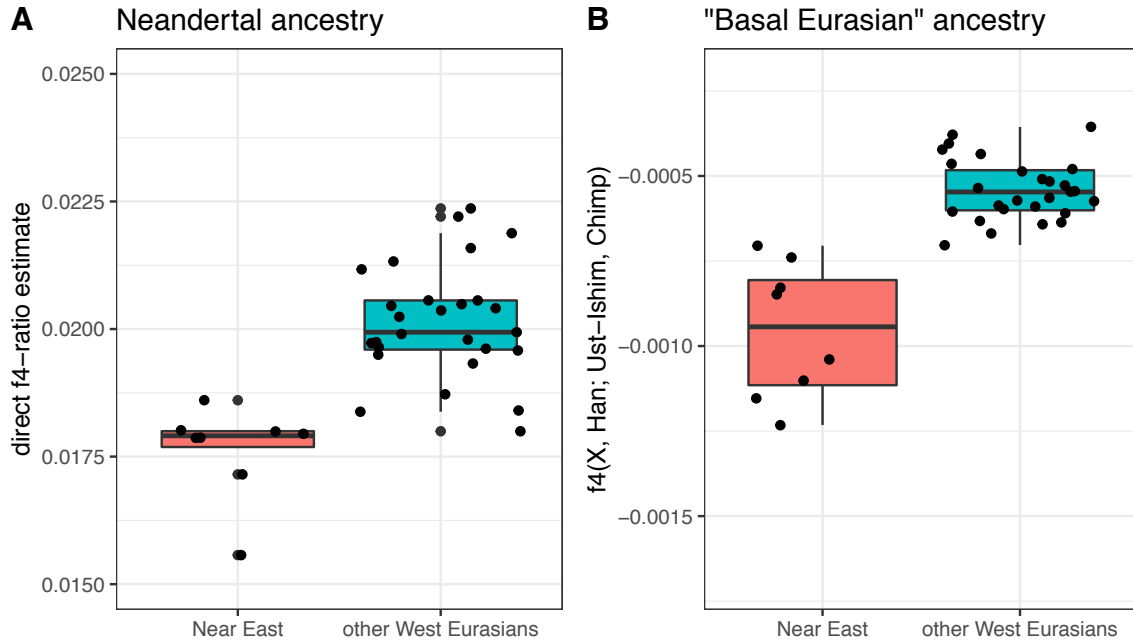 A Neandertal ancestry
direct f4−ratio estimate
0.0250
0.0225
0.0200
0.0175
0.0150
Near East
other West Eurasians
B "Basal Eurasian" ancestry
f4(X, Han; Ust−Ishim, Chimp)
−0.0005
−0.0010
−0.0015
Near East
other West Eurasians